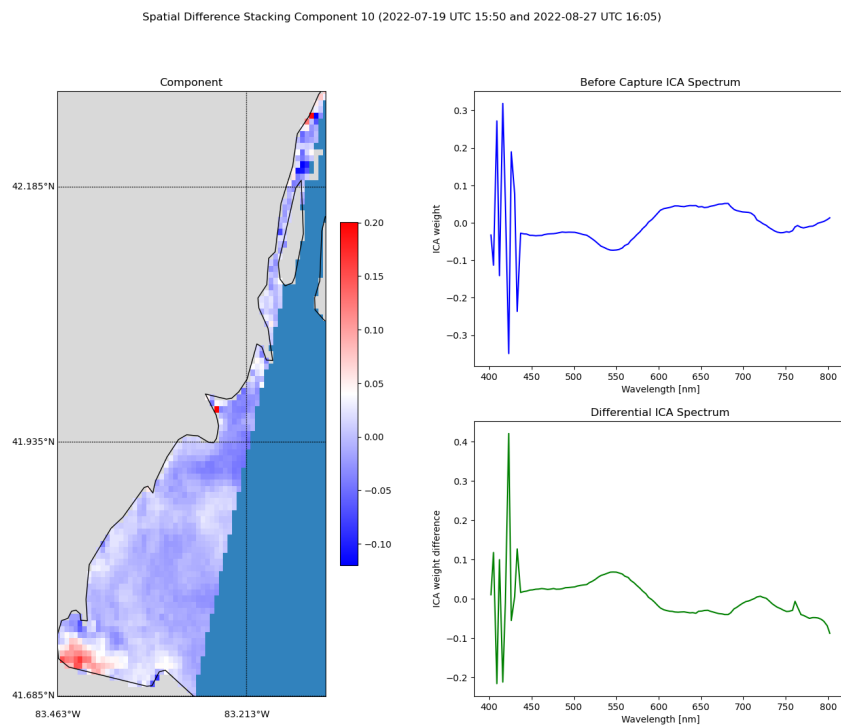 Spatial Difference Stacking Component 10 (2022-07-19 UTC 15:50 and 2022-08-27 UTC 16:05)
Component
42.185°N
41.935°N
41.685°N
83.463°W
83.213°W
0.20
0.15
0.10
0.05
0.00
−0.05
−0.10
Before Capture ICA Spectrum
ICA weight
0.3
0.2
0.1
0.0
−0.1
−0.2
−0.3
400 450 500 550 600 650 700 750 800
Wavelength [nm]
Differential ICA Spectrum
ICA weight difference
0.4
0.3
0.2
0.1
0.0
−0.1
−0.2
400 450 500 550 600 650 700 750 800
Wavelength [nm]